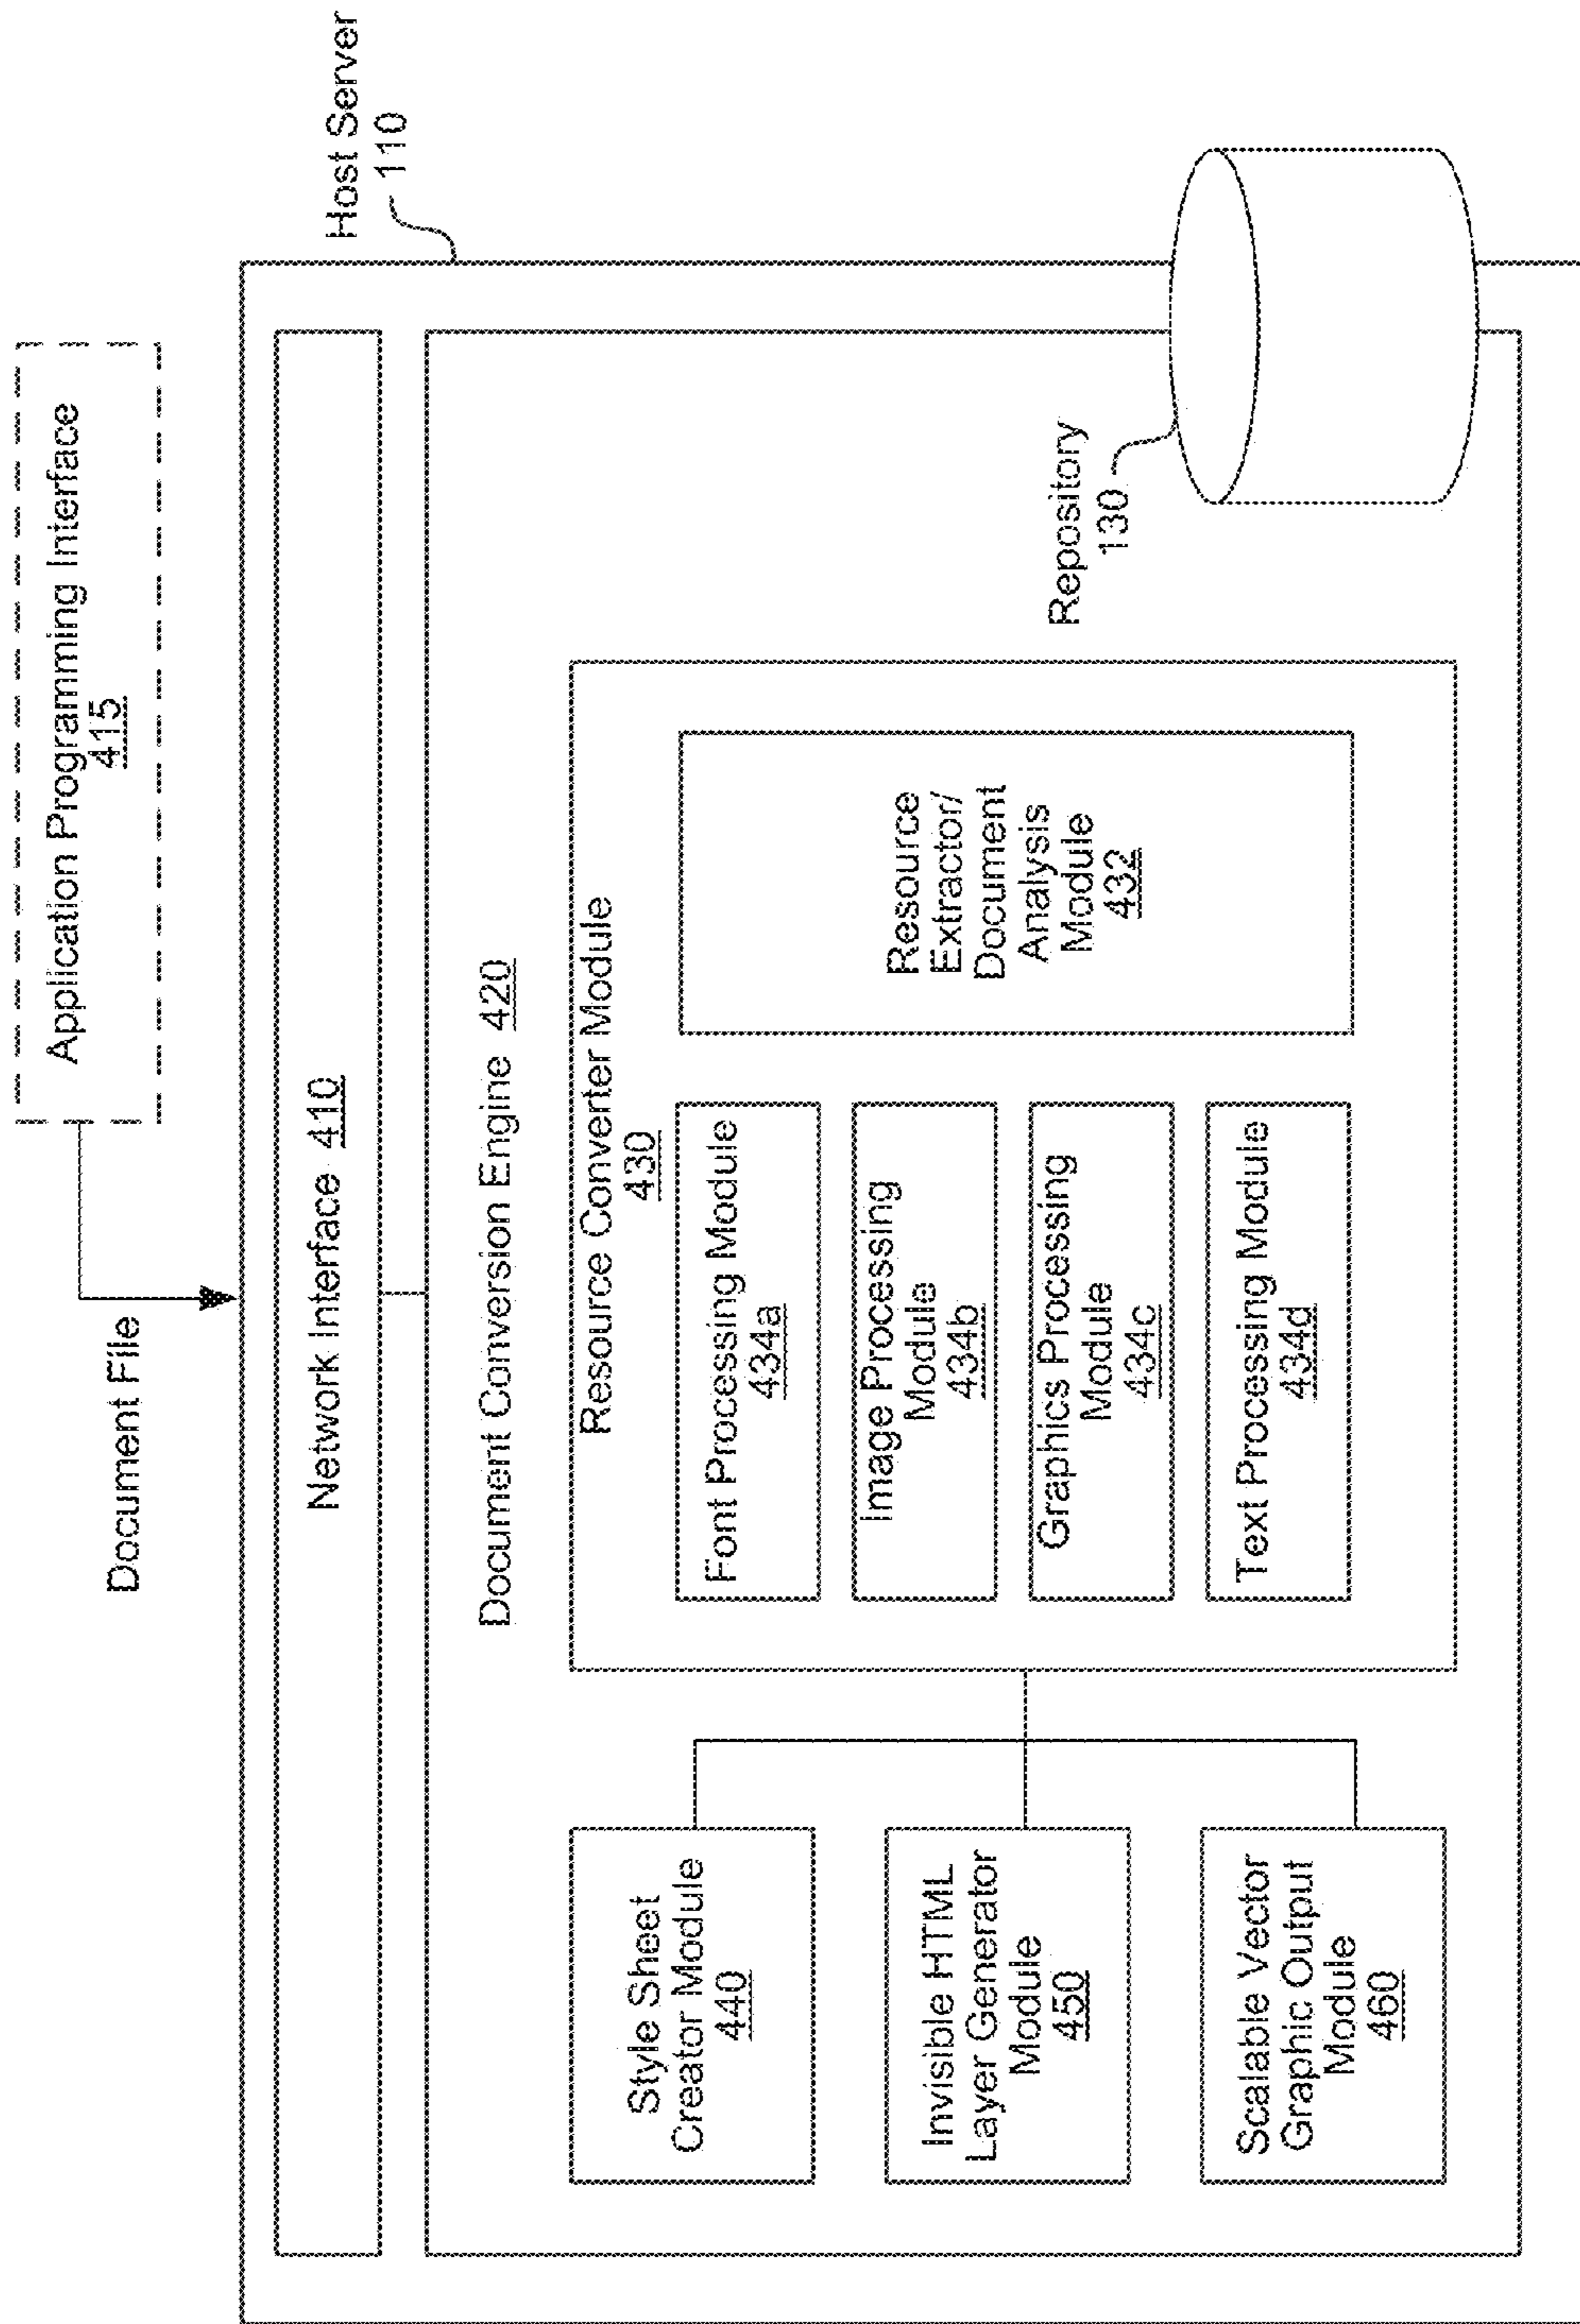 Application Programming Interface
415
Document File
Host Server
110
Network Interface 410
Document Conversion Engine 420
Style Sheet
Creator Module
440
Invisible HTML
Layer Generator
Module
450
Scalable Vector
Graphic Output
Module
460
Resource Converter Module
430
Font Processing Module
434a
Image Processing
Module
434b
Graphics Processing
Module
434c
Text Processing Module
434d
Resource
Extractor/
Document
Analysis
Module
432
Repository
130